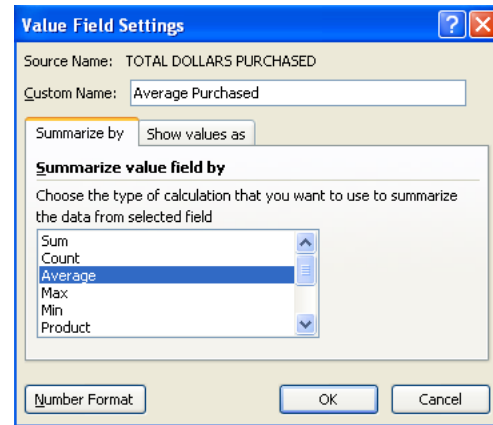 Value Field Settings
Source Name: TOTAL DOLLARS PURCHASED
Custom Name: Average Purchased
Summarize by Show values as
Summarize value field by
Choose the type of calculation that you want to use to summarize
the data from selected field
Sum
Count
Average
Max
Min
Product
Number Format OK Cancel